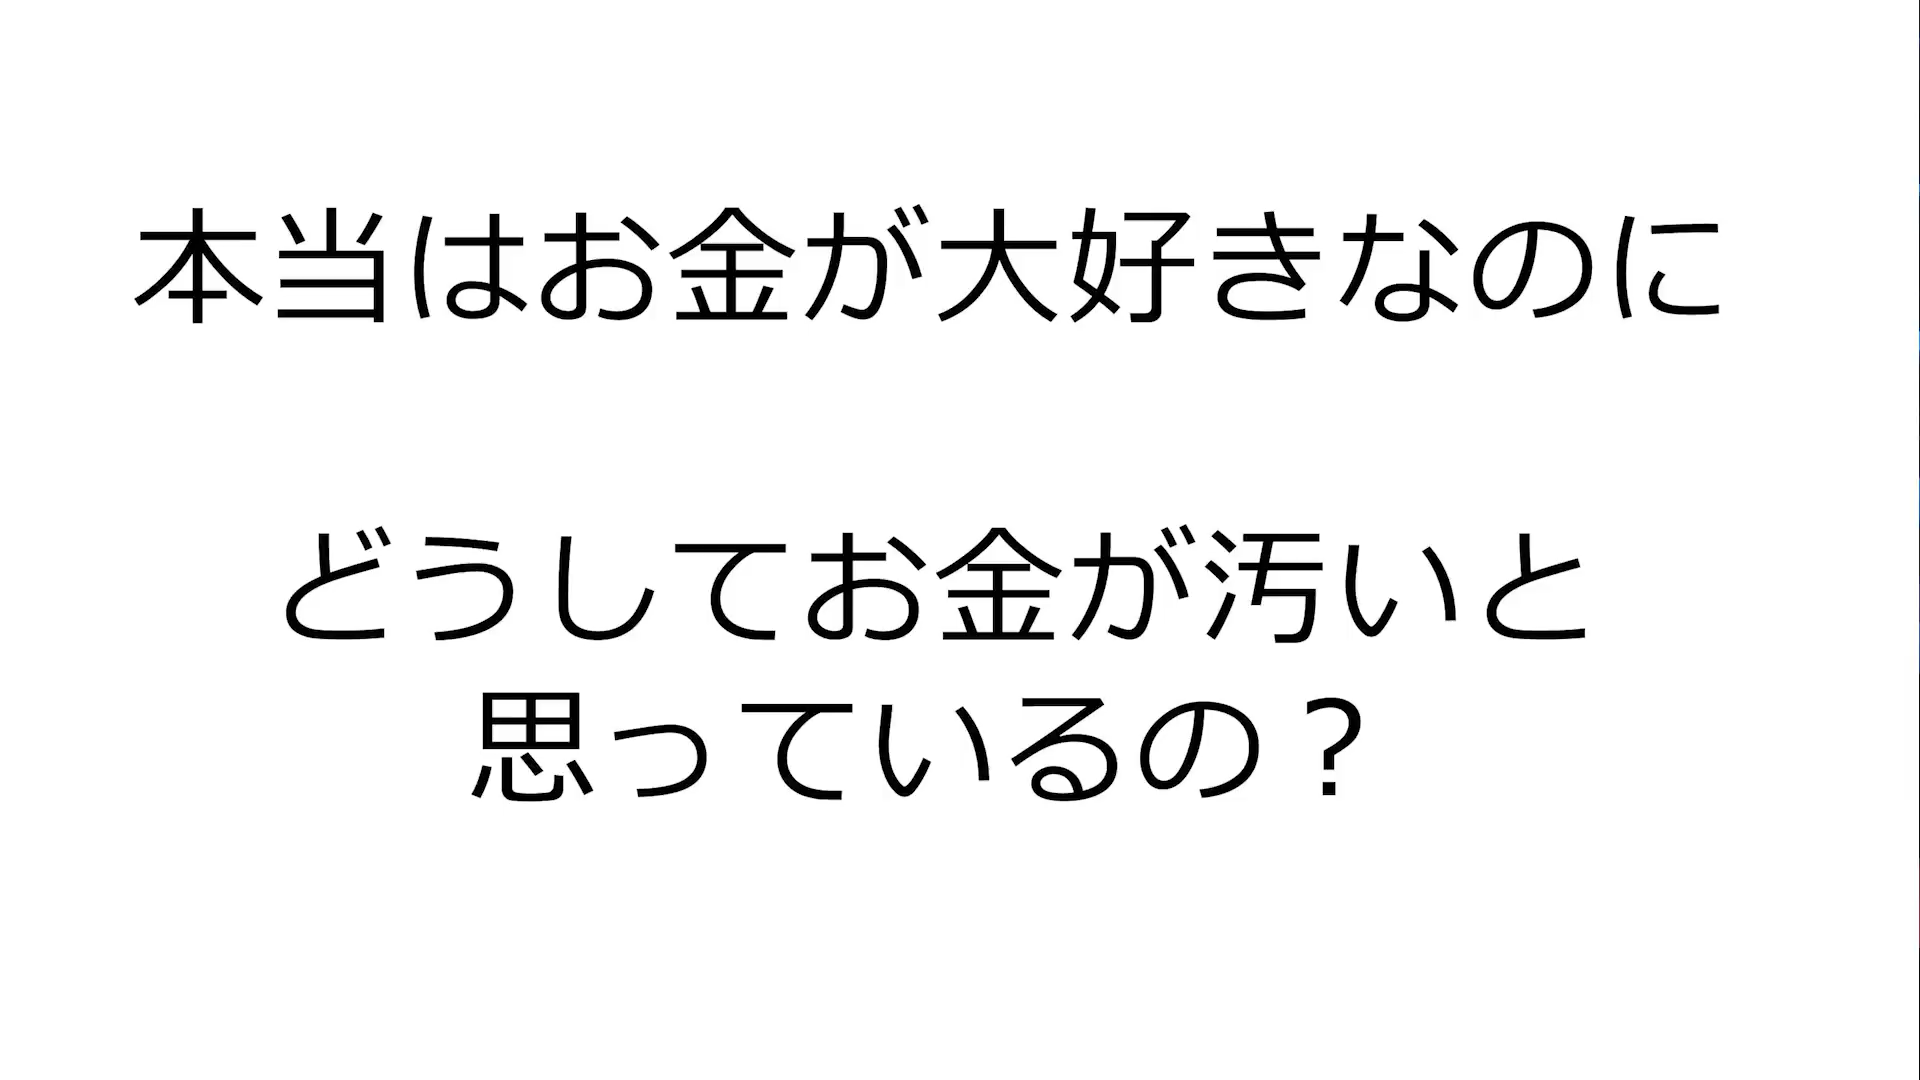 本当はお金が大好きなのに
どうしてお金が汚いと
思っているの？